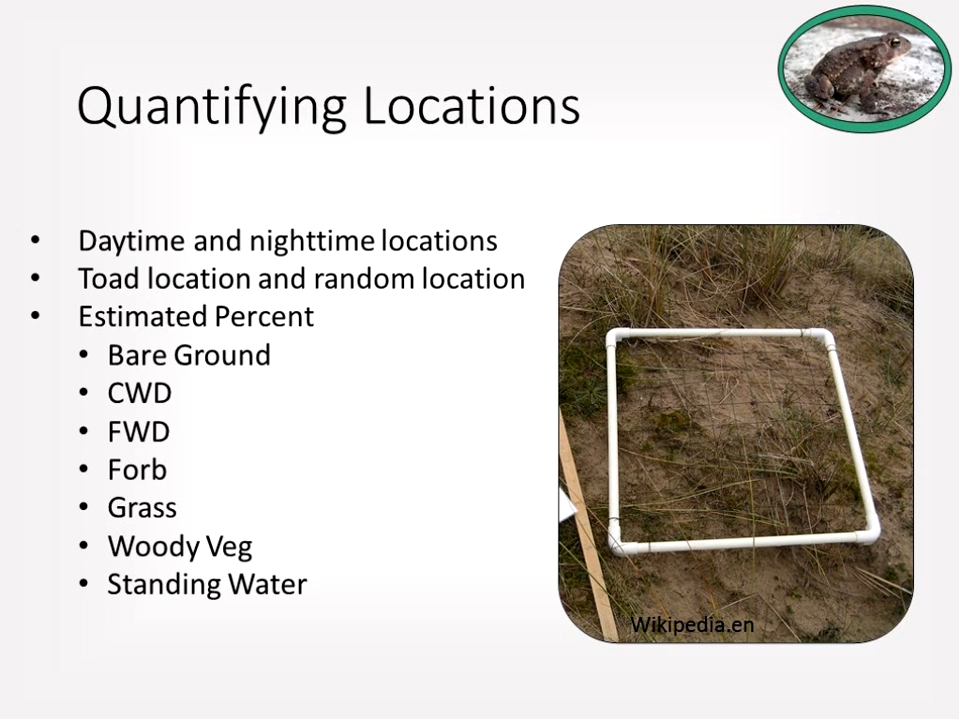 Quantifying Locations
• Daytime and nighttime locations
• Toad location and random location
• Estimated Percent
• Bare Ground
• CWD
• FWD
• Forb
• Grass
• Woody Veg
• Standing Water
Wikipedia.en